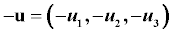 −u = (−u₁, −u₂, −u₃)